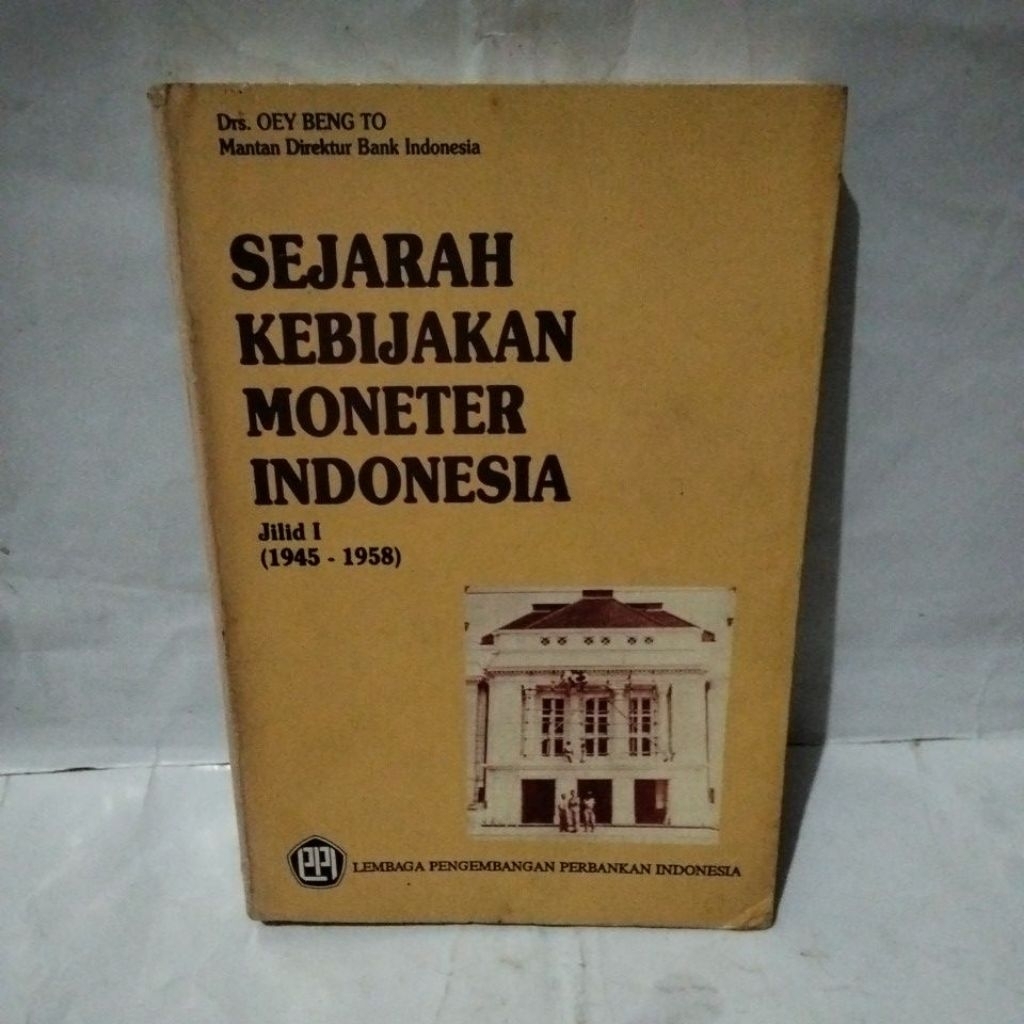 Drs. OEY BENG TO
Mantan Direktur Bank Indonesia
SEJARAH
KEBIJAKAN
MONETER
INDONESIA
Jilid I
(1945 - 1958)
LPPI LEMBAGA PENGEMBANGAN PERBANKAN INDONESIA